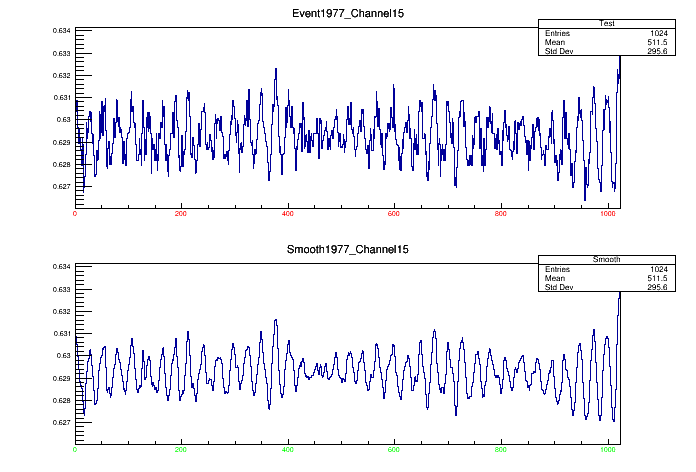 Event1977_Channel15
Test
Entries 1024
Mean 511.5
Std Dev 295.6
0.634
0.633
0.632
0.631
0.63
0.629
0.628
0.627
0 200 400 600 800 1000
Smooth1977_Channel15
Smooth
Entries 1024
Mean 511.5
Std Dev 295.6
0.634
0.633
0.632
0.631
0.63
0.629
0.628
0.627
0 200 400 600 800 1000